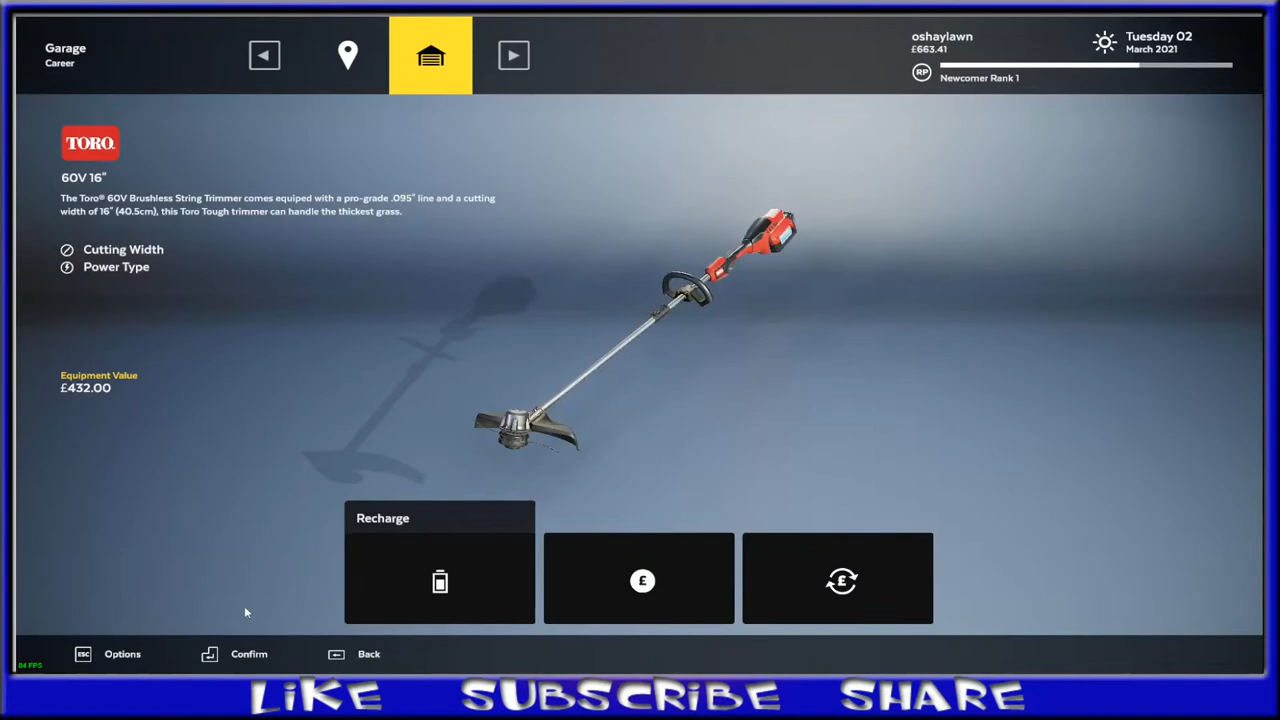 Garage
Career
oshaylawn
£663.41
Tuesday 02
March 2021
RP
Newcomer Rank 1
TORO.
60V 16"
The Toro® 60V Brushless String Trimmer comes equiped with a pro-grade .095" line and a cutting
width of 16" (40.5cm), this Toro Tough trimmer can handle the thickest grass.
Cutting Width
Power Type
Equipment Value
£432.00
Recharge
£
£
ESC Options
Confirm
Back
84 FPS
LiKE SUBSCRiBE SHARE